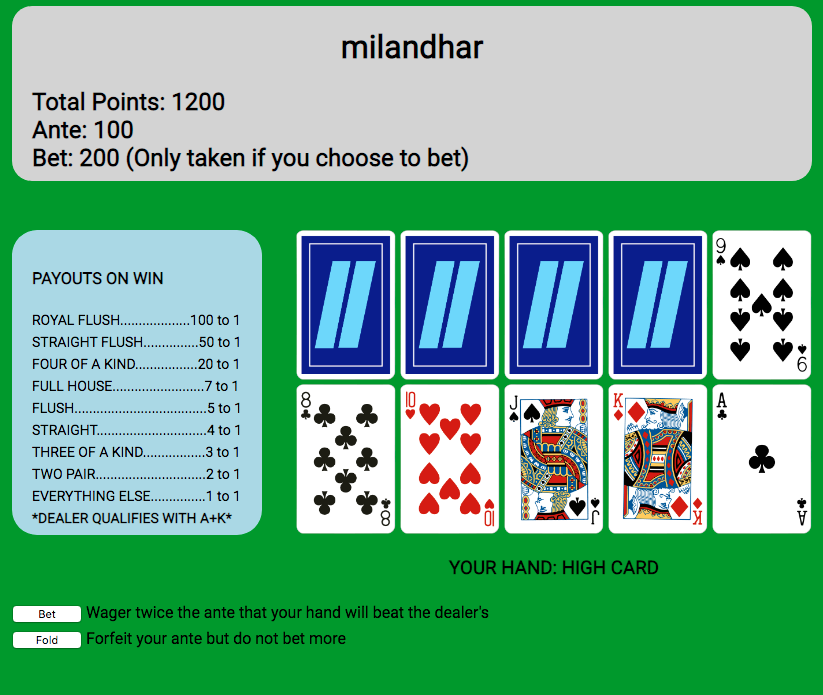 milandhar
Total Points: 1200
Ante: 100
Bet: 200 (Only taken if you choose to bet)
PAYOUTS ON WIN
ROYAL FLUSH...................100 to 1
STRAIGHT FLUSH...............50 to 1
FOUR OF A KIND.................20 to 1
FULL HOUSE.........................7 to 1
FLUSH....................................5 to 1
STRAIGHT..............................4 to 1
THREE OF A KIND.................3 to 1
TWO PAIR..............................2 to 1
EVERYTHING ELSE...............1 to 1
*DEALER QUALIFIES WITH A+K*
9
9
8 10 J K A
8 10 J K A
YOUR HAND: HIGH CARD
Bet Wager twice the ante that your hand will beat the dealer's
Fold Forfeit your ante but do not bet more